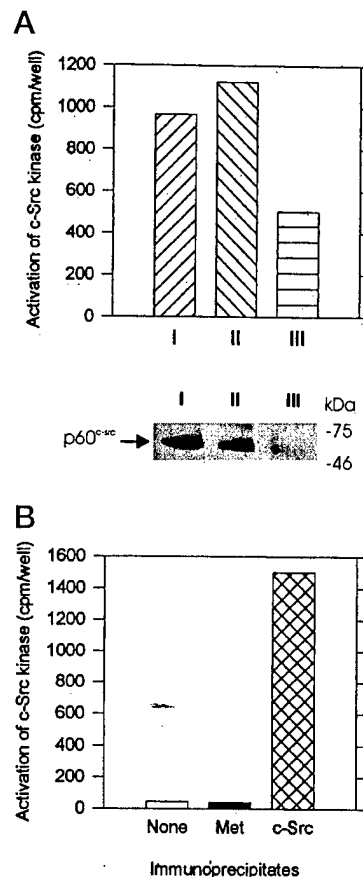 A
Activation of c-Src kinase (cpm/well)
1200
1000
800
600
400
200
0
I II III
I II III kDa
p60c-src
-75
-46
B
Activation of c-Src kinase (cpm/well)
1600
1400
1200
1000
800
600
400
200
0
None Met c-Src
Immunoprecipitates